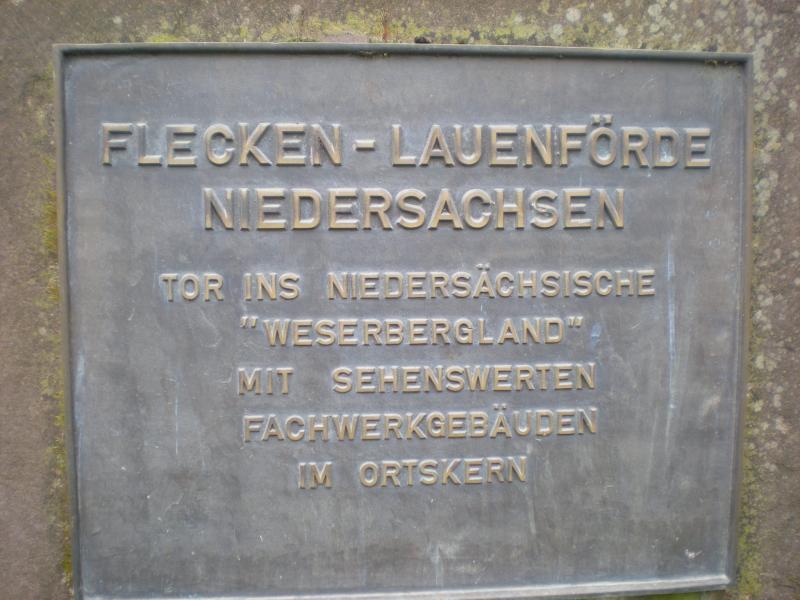 FLECKEN - LAUENFÖRDE
NIEDERSACHSEN
TOR INS NIEDERSÄCHSISCHE
"WESERBERGLAND"
MIT SEHENSWERTEN
FACHWERKGEBÄUDEN
IM ORTSKERN